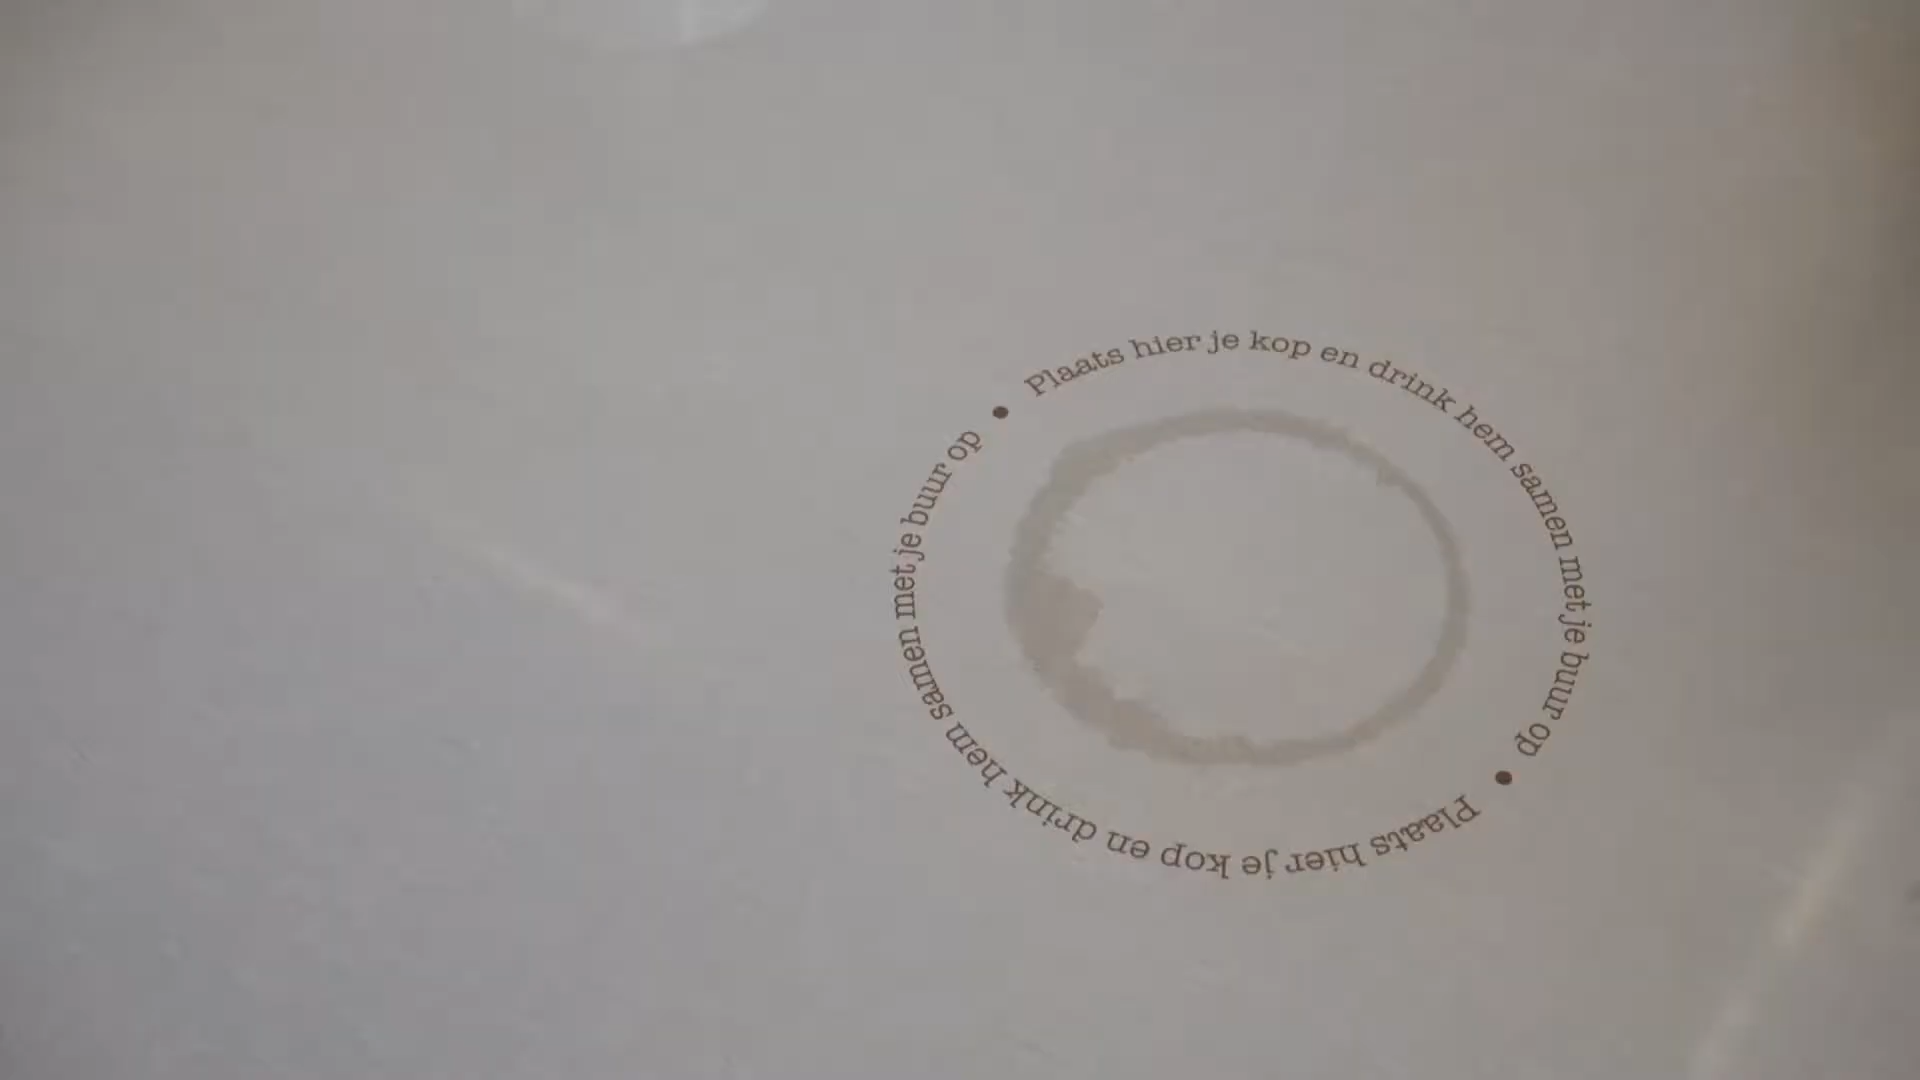 Plaats hier je kop en drink hem samen met je buur op •
Plaats hier je kop en drink hem samen met je buur op •